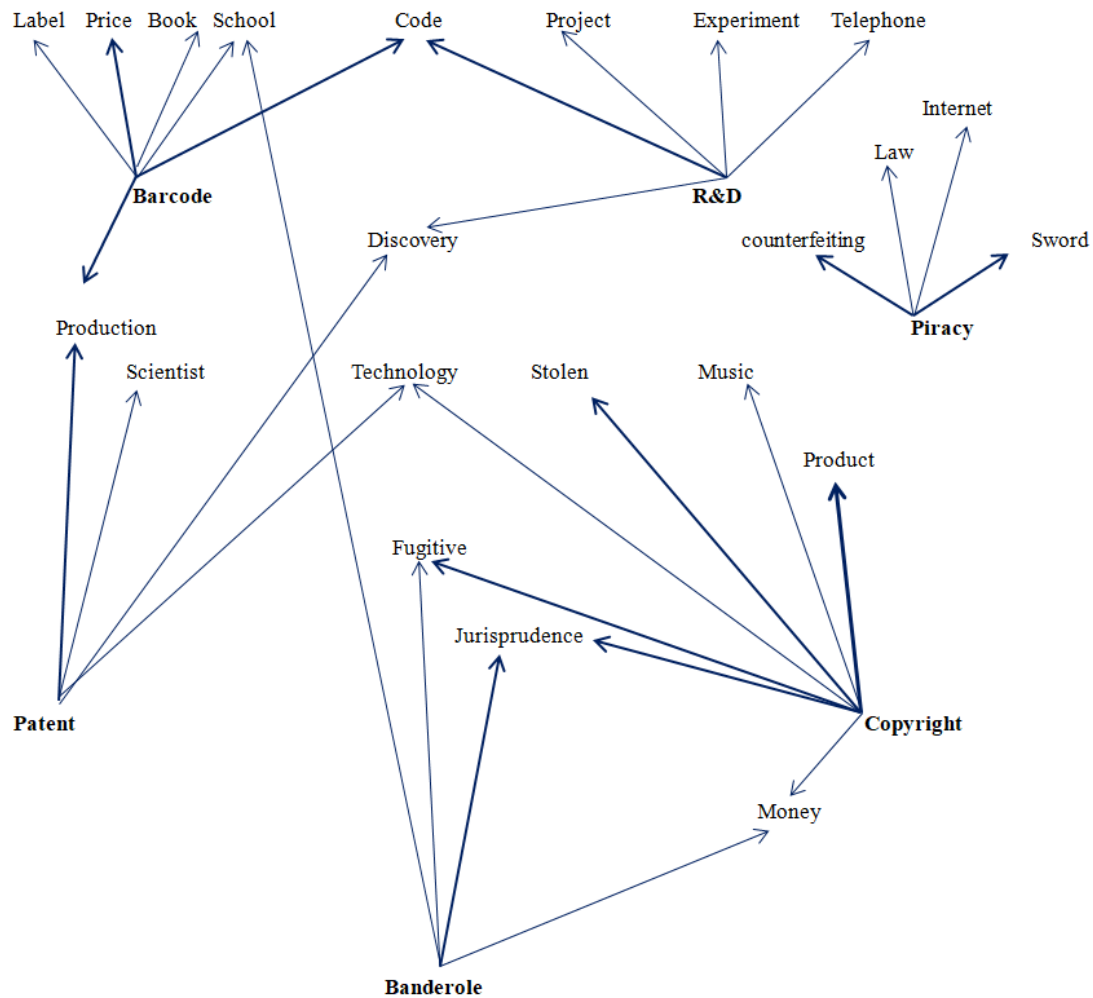 Label Price Book School Code Project Experiment Telephone
Internet
Law
Barcode R&D
Discovery counterfeiting Sword
Production Piracy
Scientist Technology Stolen Music
Product
Fugitive
Jurisprudence
Patent Copyright
Money
Banderole